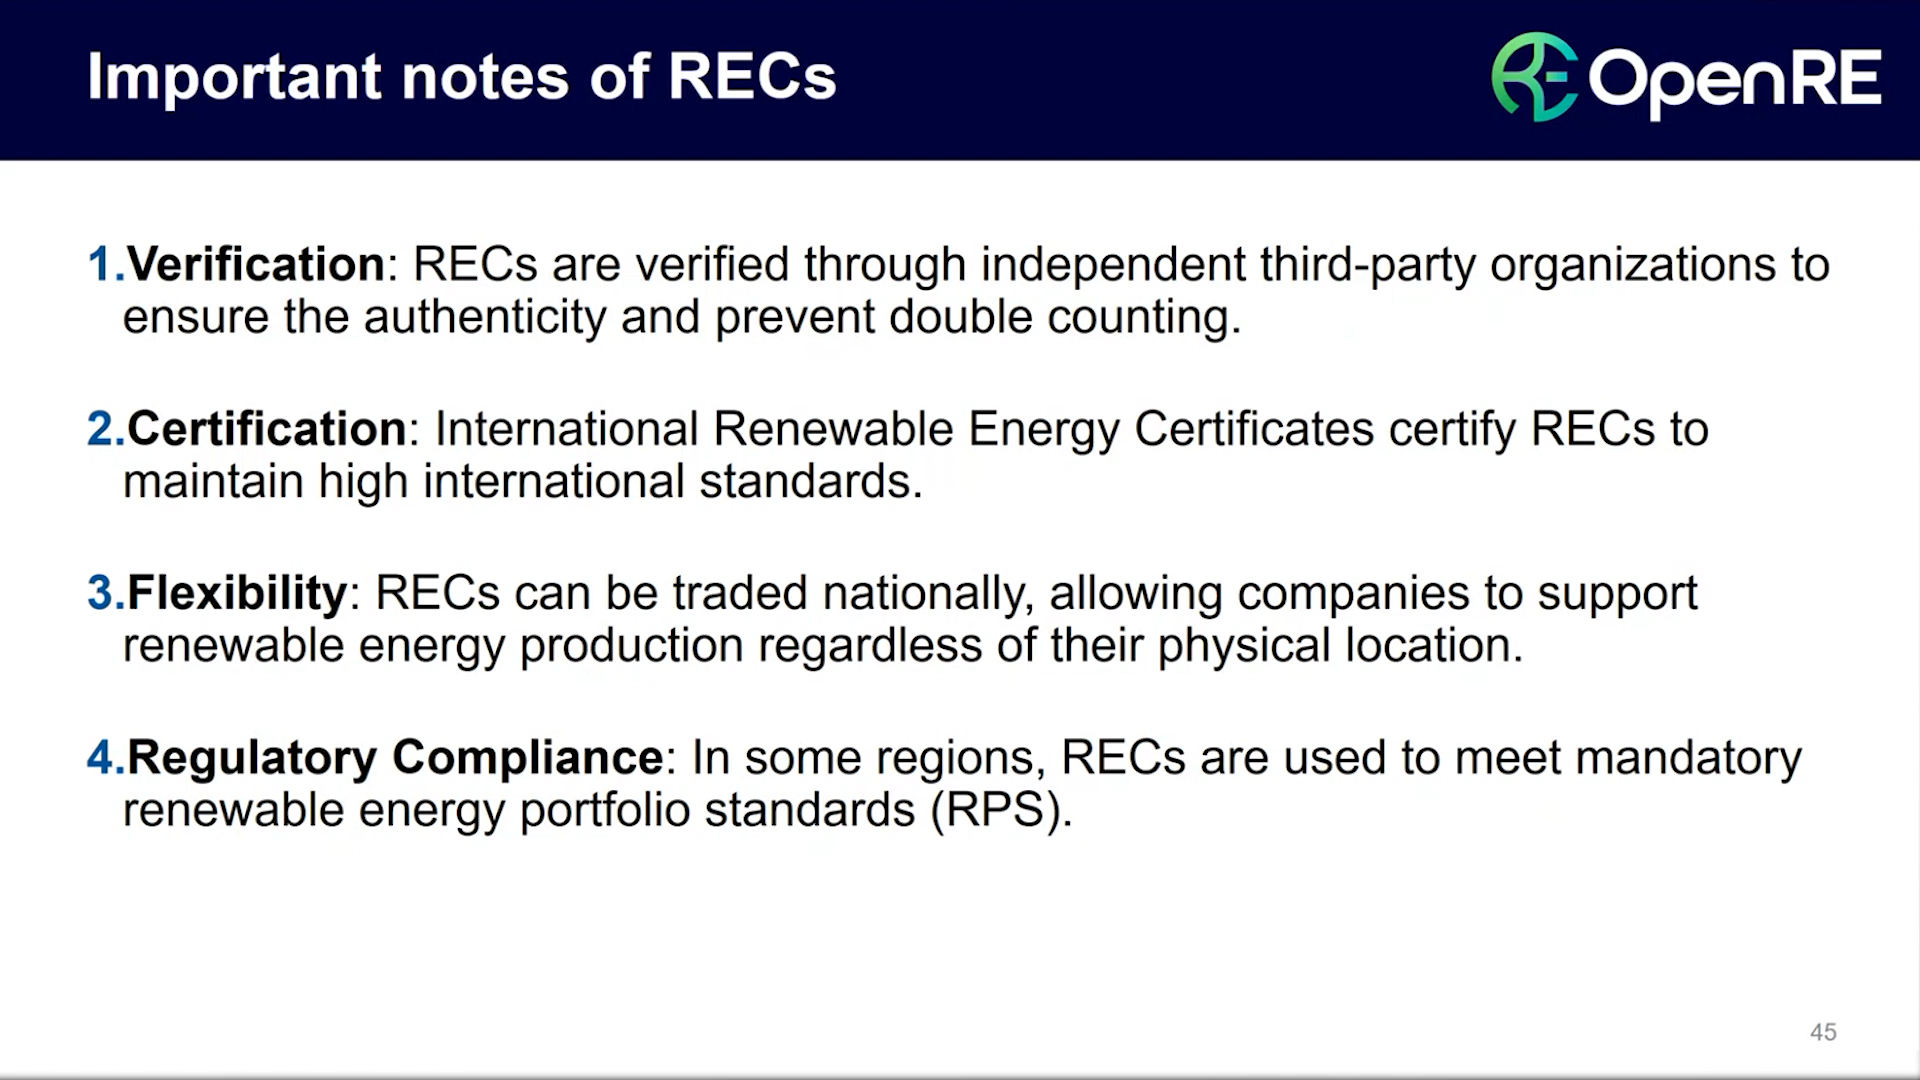 Important notes of RECs
OpenRE
1.Verification: RECs are verified through independent third-party organizations to
ensure the authenticity and prevent double counting.
2.Certification: International Renewable Energy Certificates certify RECs to
maintain high international standards.
3.Flexibility: RECs can be traded nationally, allowing companies to support
renewable energy production regardless of their physical location.
4.Regulatory Compliance: In some regions, RECs are used to meet mandatory
renewable energy portfolio standards (RPS).
45